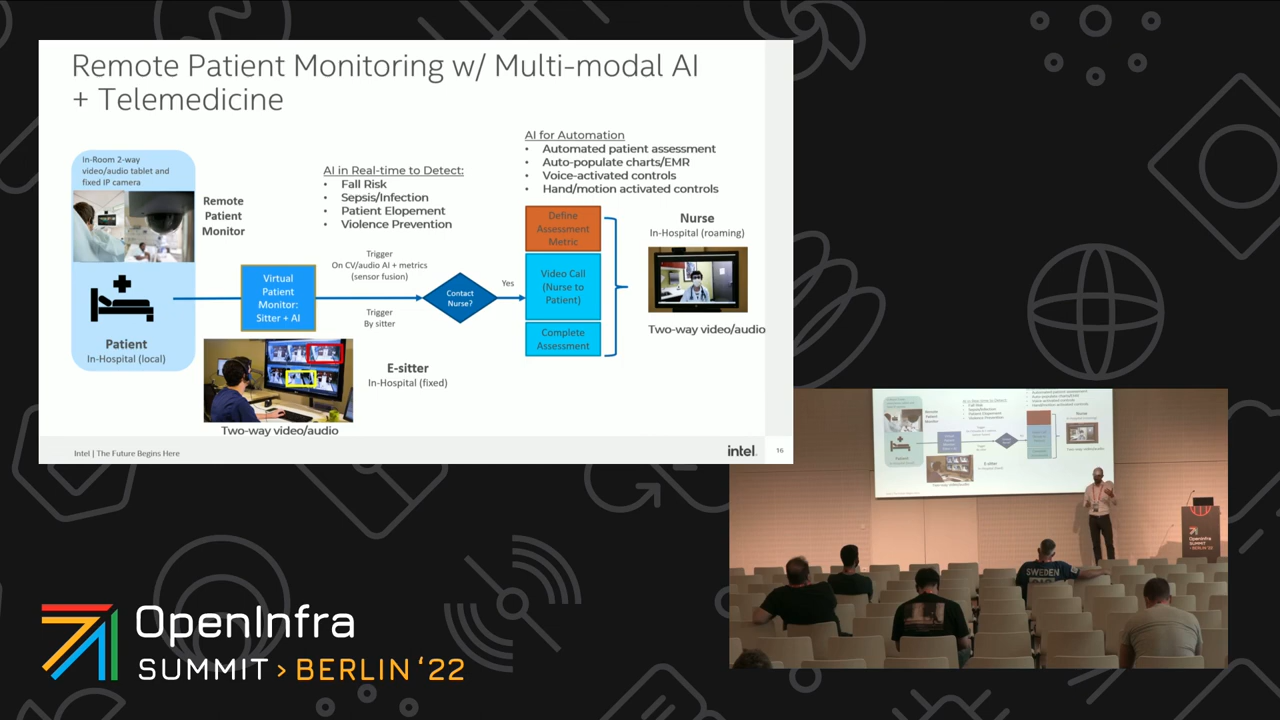 Remote Patient Monitoring w/ Multi-modal AI
+ Telemedicine
In-Room 2-way
video/audio tablet and
fixed IP camera
Remote
Patient
Monitor
Patient
In-Hospital (local)
AI in Real-time to Detect:
• Fall Risk
• Sepsis/Infection
• Patient Elopement
• Violence Prevention
Virtual
Patient
Monitor:
Sitter + AI
Trigger
On CV/audio AI + metrics
(sensor fusion)
Trigger
By sitter
Contact
Nurse?
Yes
E-sitter
In-Hospital (fixed)
Two-way video/audio
AI for Automation
• Automated patient assessment
• Auto-populate charts/EMR
• Voice-activated controls
• Hand/motion activated controls
Define
Assessment
Metric
Video Call
(Nurse to
Patient)
Complete
Assessment
Nurse
In-Hospital (roaming)
Two-way video/audio
Intel | The Future Begins Here
intel.
16
OpenInfra
SUMMIT > BERLIN '22
OpenInfra
SUMMIT
> BERLIN '22
SWEDEN